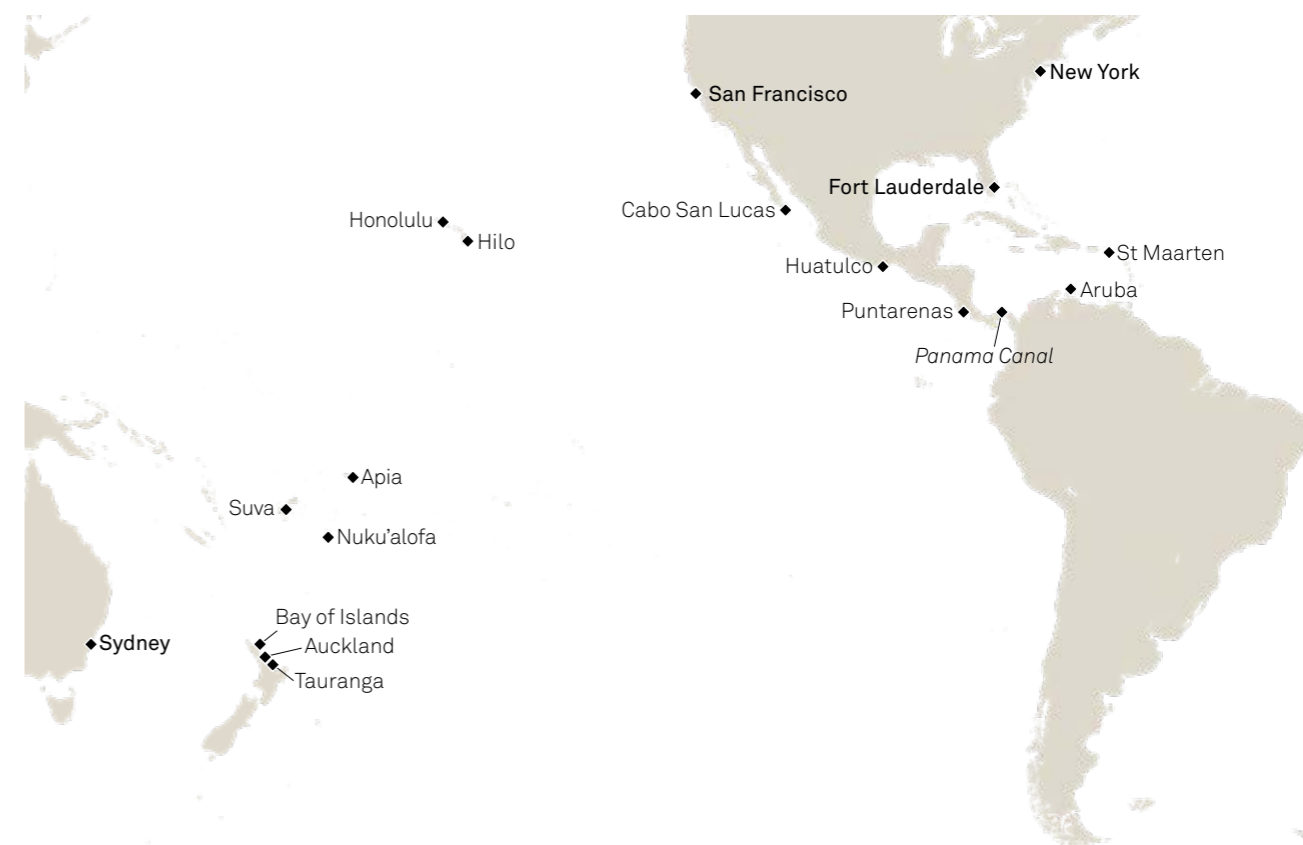 New York
San Francisco
Fort Lauderdale
Cabo San Lucas
Honolulu
Hilo
St Maarten
Huatulco
Aruba
Puntarenas
Panama Canal
Apia
Suva
Nuku’alofa
Bay of Islands
Sydney
Auckland
Tauranga